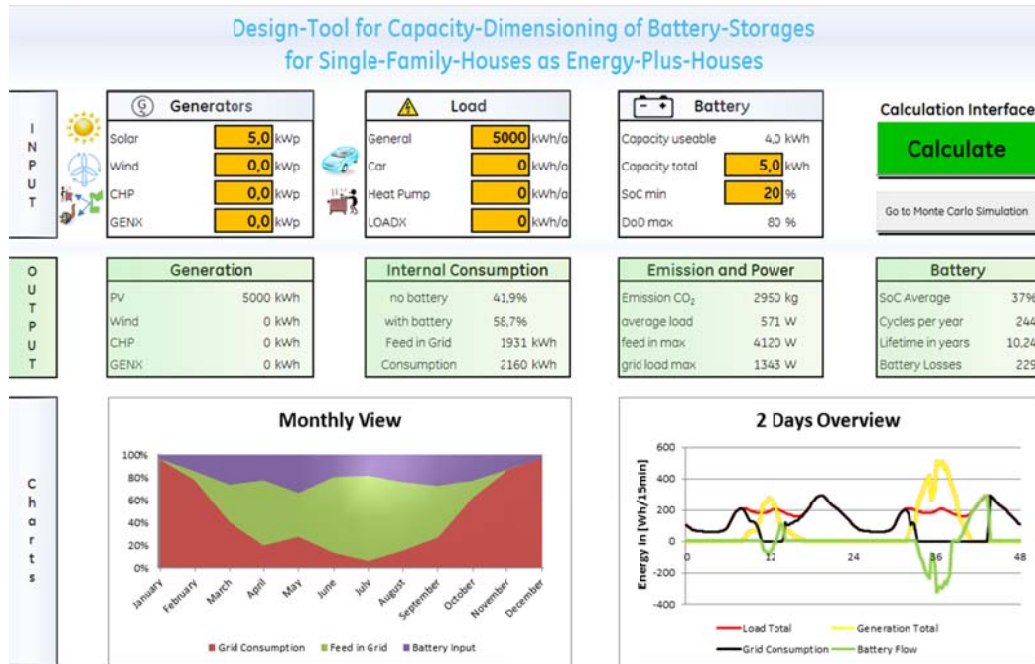 Design-Tool for Capacity-Dimensioning of Battery-Storages
for Single-Family-Houses as Energy-Plus-Houses
INPUT
G Generators
Solar 5,0 kWp
Wind 0,0 kWp
CHP 0,0 kWp
GENX 0,0 kWp
Load
General 5000 kWh/a
Car 0 kWh/a
Heat Pump 0 kWh/a
LOADX 0 kWh/a
Battery
Capacity useable 4,0 kWh
Capacity total 5,0 kWh
SoC min 20 %
DoD max 80 %
Calculation Interface
Calculate
Go to Monte Carlo Simulation
OUTPUT
Generation
PV 5000 kWh
Wind 0 kWh
CHP 0 kWh
GENX 0 kWh
Internal Consumption
no battery 41,9%
with battery 58,7%
Feed in Grid 1931 kWh
Consumption 2160 kWh
Emission and Power
Emission CO₂ 2950 kg
average load 571 W
feed in max 4120 W
grid load max 1343 W
Battery
SoC Average 37%
Cycles per year 244
Lifetime in years 10,24
Battery Losses 229
Charts
Monthly View
100%
80%
60%
40%
20%
0%
January February March April May June July August September October November December
Grid Consumption Feed in Grid Battery Input
2 Days Overview
Energy in [Wh/15min]
600
400
200
0
-200
-400
0 12 24 36 48
Load Total Generation Total
Grid Consumption Battery Flow